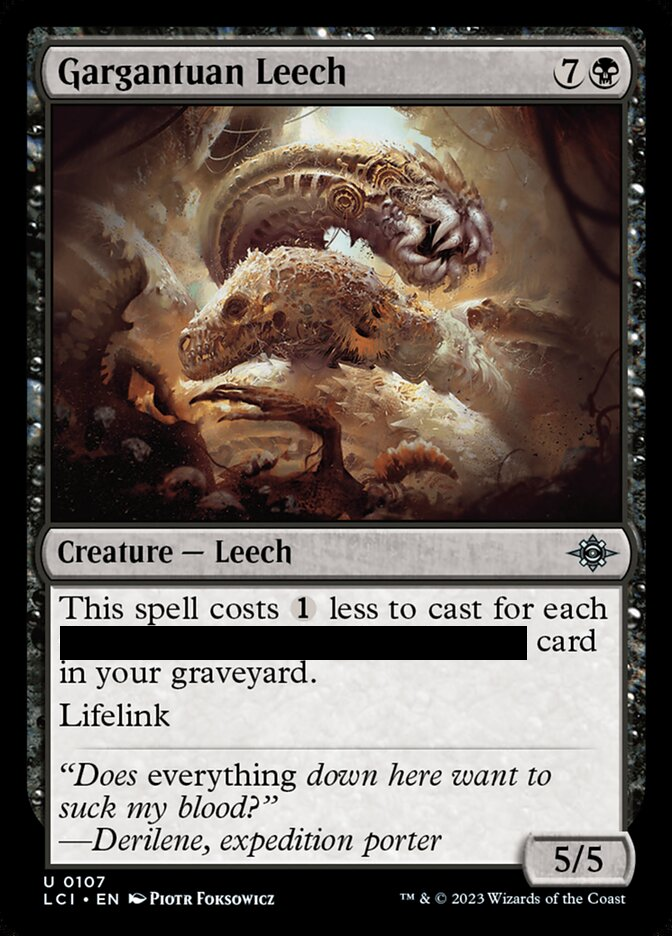 Gargantuan Leech 7
Creature — Leech
This spell costs 1 less to cast for each
card
in your graveyard.
Lifelink
“Does everything down here want to
suck my blood?”
—Derilene, expedition porter
5/5
U 0107
LCI • EN Piotr Foksowicz
™ & © 2023 Wizards of the Coast